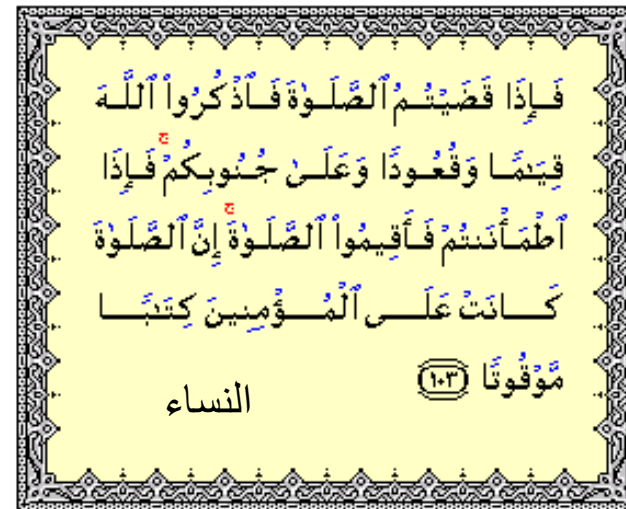 فَإِذَا قَضَيْتُمُ ٱلصَّلَوٰةَ فَٱذْكُرُوا۟ ٱللَّهَ
قِيَـٰمًا وَقُعُودًا وَعَلَىٰ جُنُوبِكُمْ ۚ فَإِذَا
ٱطْمَأْنَنتُمْ فَأَقِيمُوا۟ ٱلصَّلَوٰةَ ۚ إِنَّ ٱلصَّلَوٰةَ
كَانَتْ عَلَى ٱلْمُؤْمِنِينَ كِتَـٰبًا
مَّوْقُوتًا ﴿١٠٣﴾ النساء